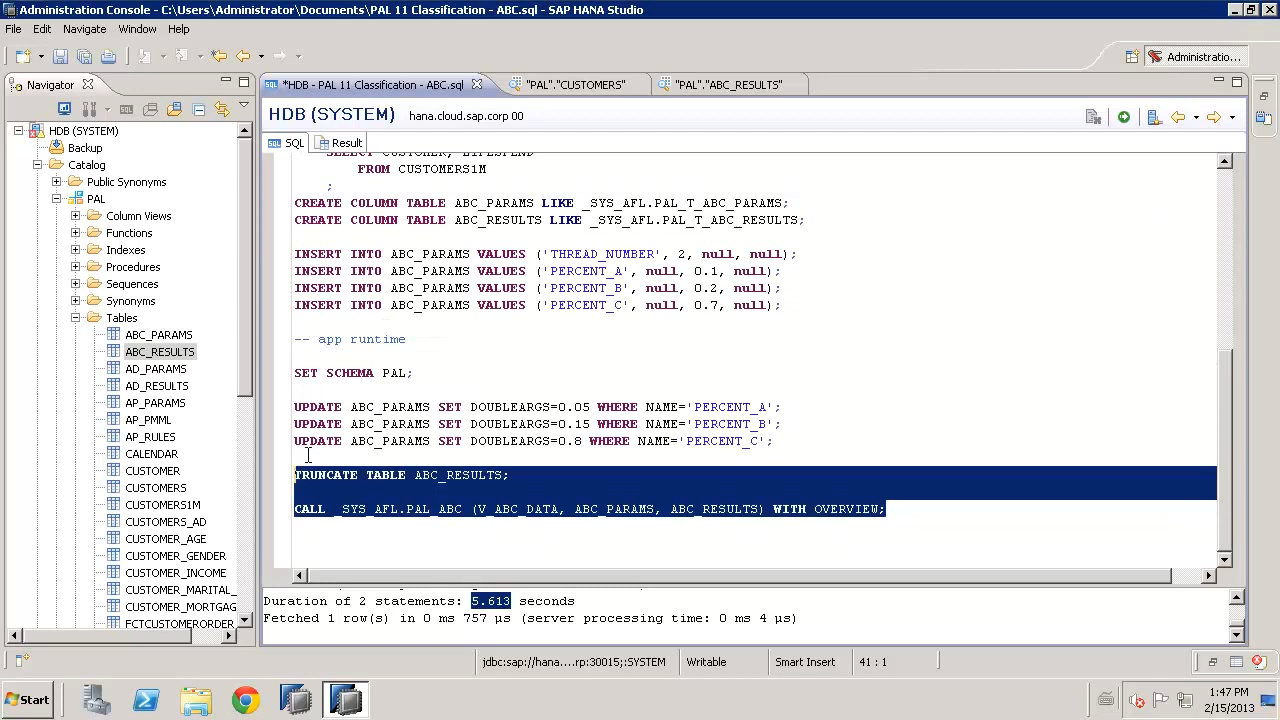 Administration Console - C:\Users\Administrator\Documents\PAL 11 Classification - ABC.sql - SAP HANA Studio
File Edit Navigate Window Help
Administratio...
Navigator
HDB (SYSTEM)
Backup
Catalog
Public Synonyms
PAL
Column Views
Functions
Indexes
Procedures
Sequences
Synonyms
Tables
ABC_PARAMS
ABC_RESULTS
AD_PARAMS
AD_RESULTS
AP_PARAMS
AP_PMML
AP_RULES
CALENDAR
CUSTOMER
CUSTOMERS
CUSTOMERS1M
CUSTOMERS_AD
CUSTOMER_AGE
CUSTOMER_GENDER
CUSTOMER_INCOME
CUSTOMER_MARITAL_
CUSTOMER_MORTGAG
FCTCUSTOMERORDER
*HDB - PAL 11 Classification - ABC.sql
"PAL"."CUSTOMERS"
"PAL"."ABC_RESULTS"
HDB (SYSTEM) hana.cloud.sap.corp 00
SQL Result
SELECT CUSTOMER, LIFESPEND
FROM CUSTOMERS1M
;
CREATE COLUMN TABLE ABC_PARAMS LIKE _SYS_AFL.PAL_T_ABC_PARAMS;
CREATE COLUMN TABLE ABC_RESULTS LIKE _SYS_AFL.PAL_T_ABC_RESULTS;
INSERT INTO ABC_PARAMS VALUES ('THREAD_NUMBER', 2, null, null);
INSERT INTO ABC_PARAMS VALUES ('PERCENT_A', null, 0.1, null);
INSERT INTO ABC_PARAMS VALUES ('PERCENT_B', null, 0.2, null);
INSERT INTO ABC_PARAMS VALUES ('PERCENT_C', null, 0.7, null);
-- app runtime
SET SCHEMA PAL;
UPDATE ABC_PARAMS SET DOUBLEARGS=0.05 WHERE NAME='PERCENT_A';
UPDATE ABC_PARAMS SET DOUBLEARGS=0.15 WHERE NAME='PERCENT_B';
UPDATE ABC_PARAMS SET DOUBLEARGS=0.8 WHERE NAME='PERCENT_C';
TRUNCATE TABLE ABC_RESULTS;
CALL _SYS_AFL.PAL_ABC (V_ABC_DATA, ABC_PARAMS, ABC_RESULTS) WITH OVERVIEW;
Duration of 2 statements: 5.613 seconds
Fetched 1 row(s) in 0 ms 757 µs (server processing time: 0 ms 4 µs)
jdbc:sap://hana....rp:30015/:SYSTEM Writable Smart Insert 41 : 1
Start
1:47 PM
2/15/2013